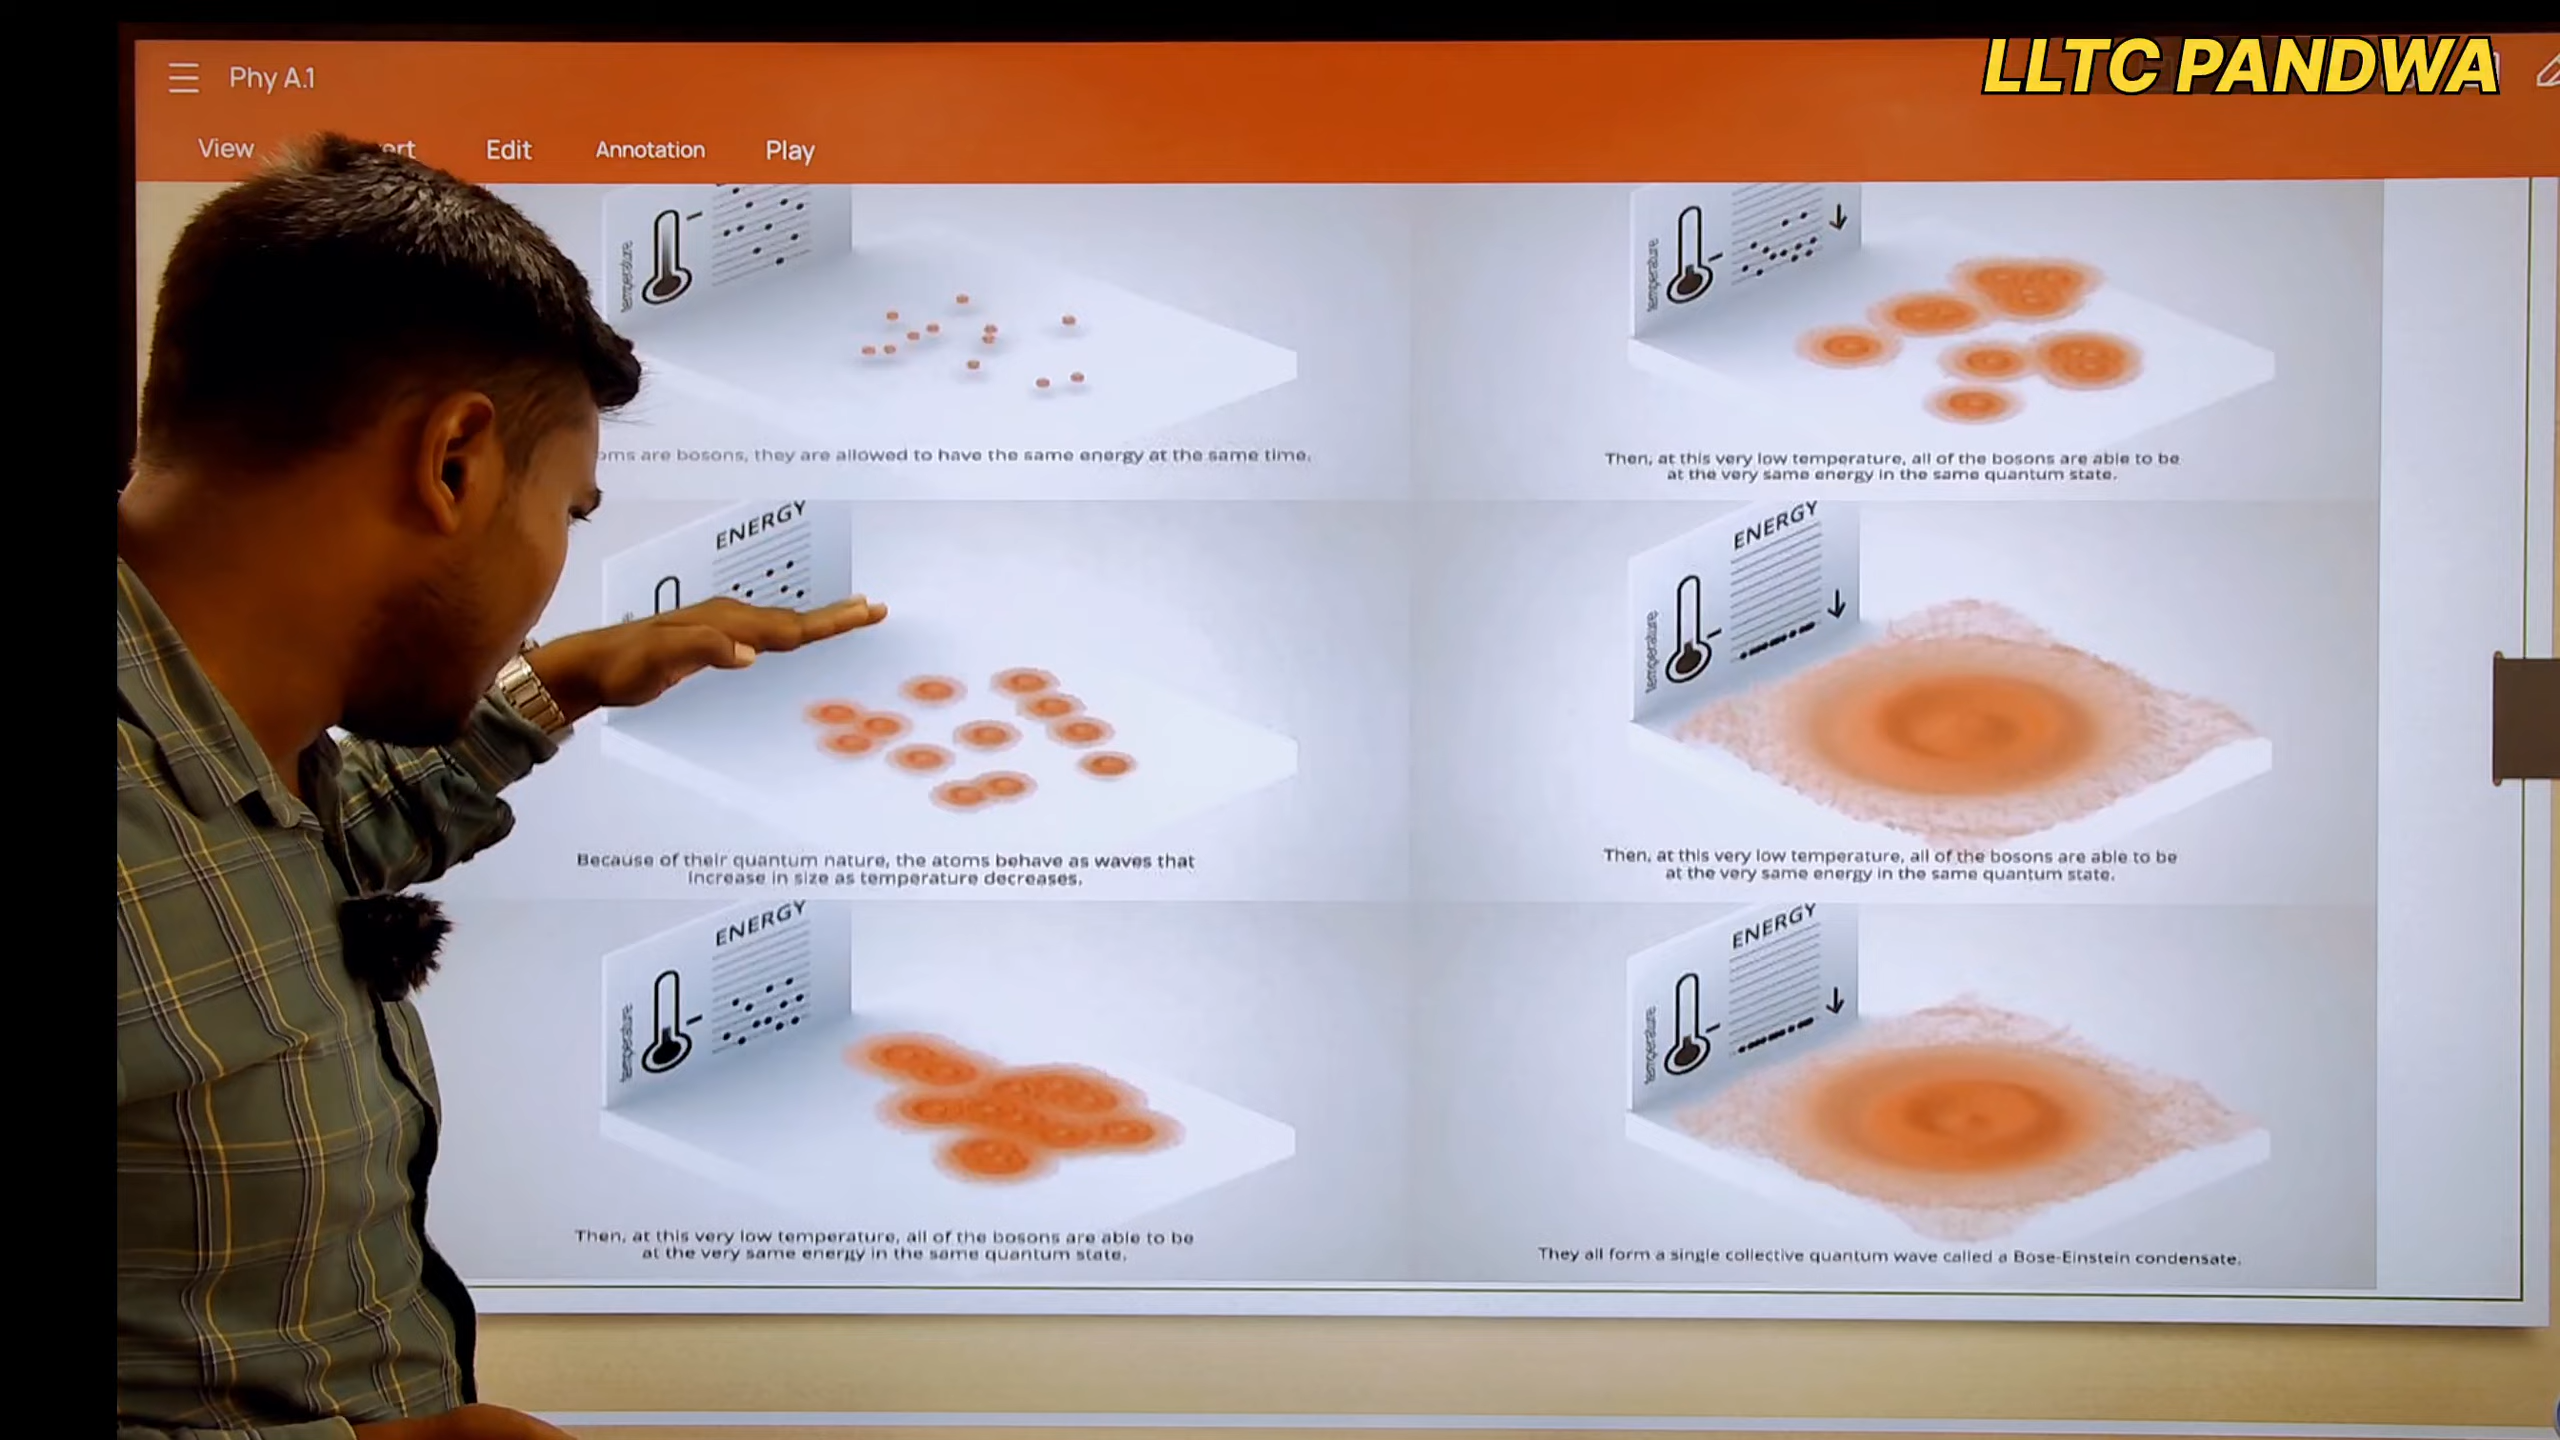 LLTC PANDWA
Phy A.1
View
Edit
Annotation
Play
temperature
temperature
are bosons, they are allowed to have the same energy at the same time.
Then, at this very low temperature, all of the bosons are able to be
at the very same energy in the same quantum state.
ENERGY
ENERGY
temperature
Because of their quantum nature, the atoms behave as waves that
increase in size as temperature decreases.
Then, at this very low temperature, all of the bosons are able to be
at the very same energy in the same quantum state.
ENERGY
ENERGY
temperature
temperature
Then, at this very low temperature, all of the bosons are able to be
at the very same energy in the same quantum state.
They all form a single collective quantum wave called a Bose-Einstein condensate.